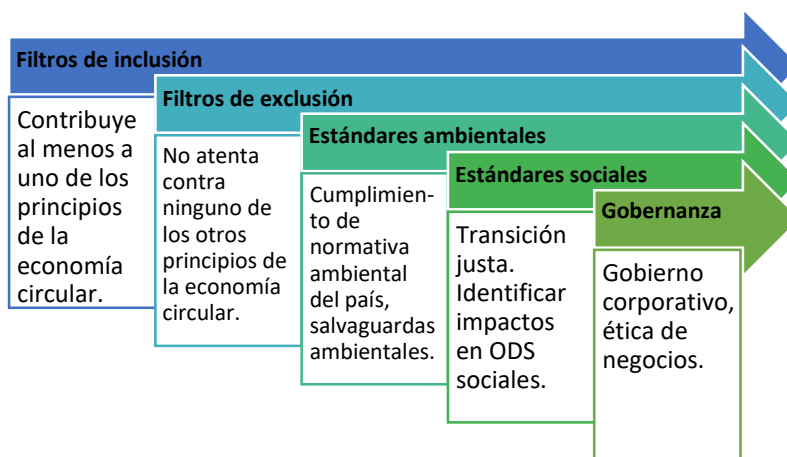 Filtros de inclusión
Contribuye
al menos a
uno de los
principios
de la
economía
circular.
Filtros de exclusión
No atenta
contra
ninguno de
los otros
principios de
la economía
circular.
Estándares ambientales
Cumplimien-
to de
normativa
ambiental
del país,
salvaguardas
ambientales.
Estándares sociales
Transición
justa.
Identificar
impactos
en ODS
sociales.
Gobernanza
Gobierno
corporativo,
ética de
negocios.